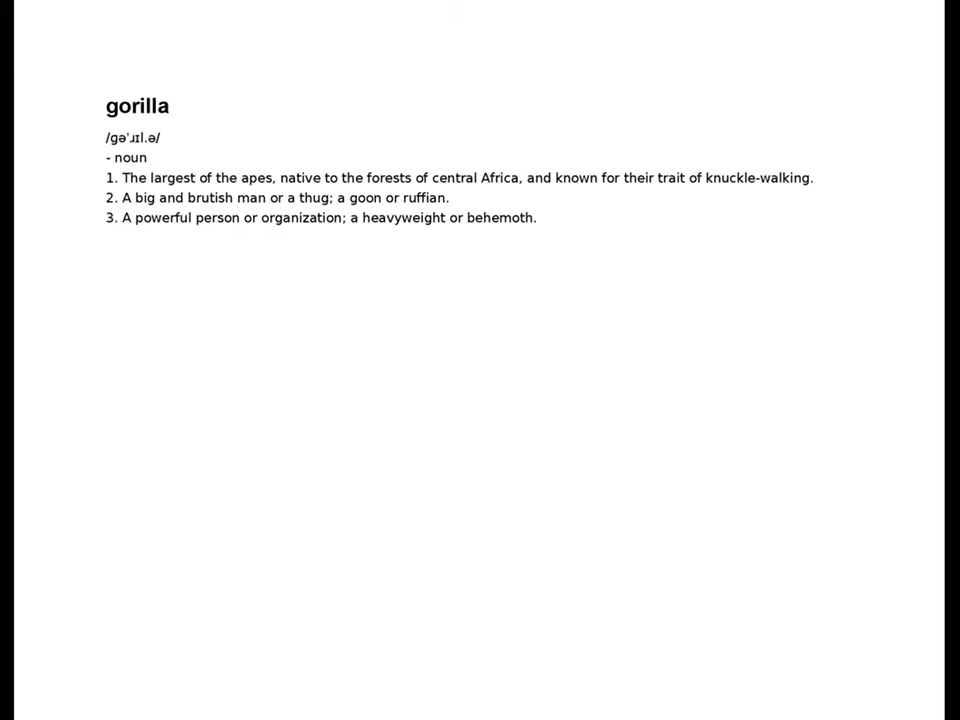 gorilla
/ɡəˈɹɪl.ə/
- noun
1. The largest of the apes, native to the forests of central Africa, and known for their trait of knuckle-walking.
2. A big and brutish man or a thug; a goon or ruffian.
3. A powerful person or organization; a heavyweight or behemoth.